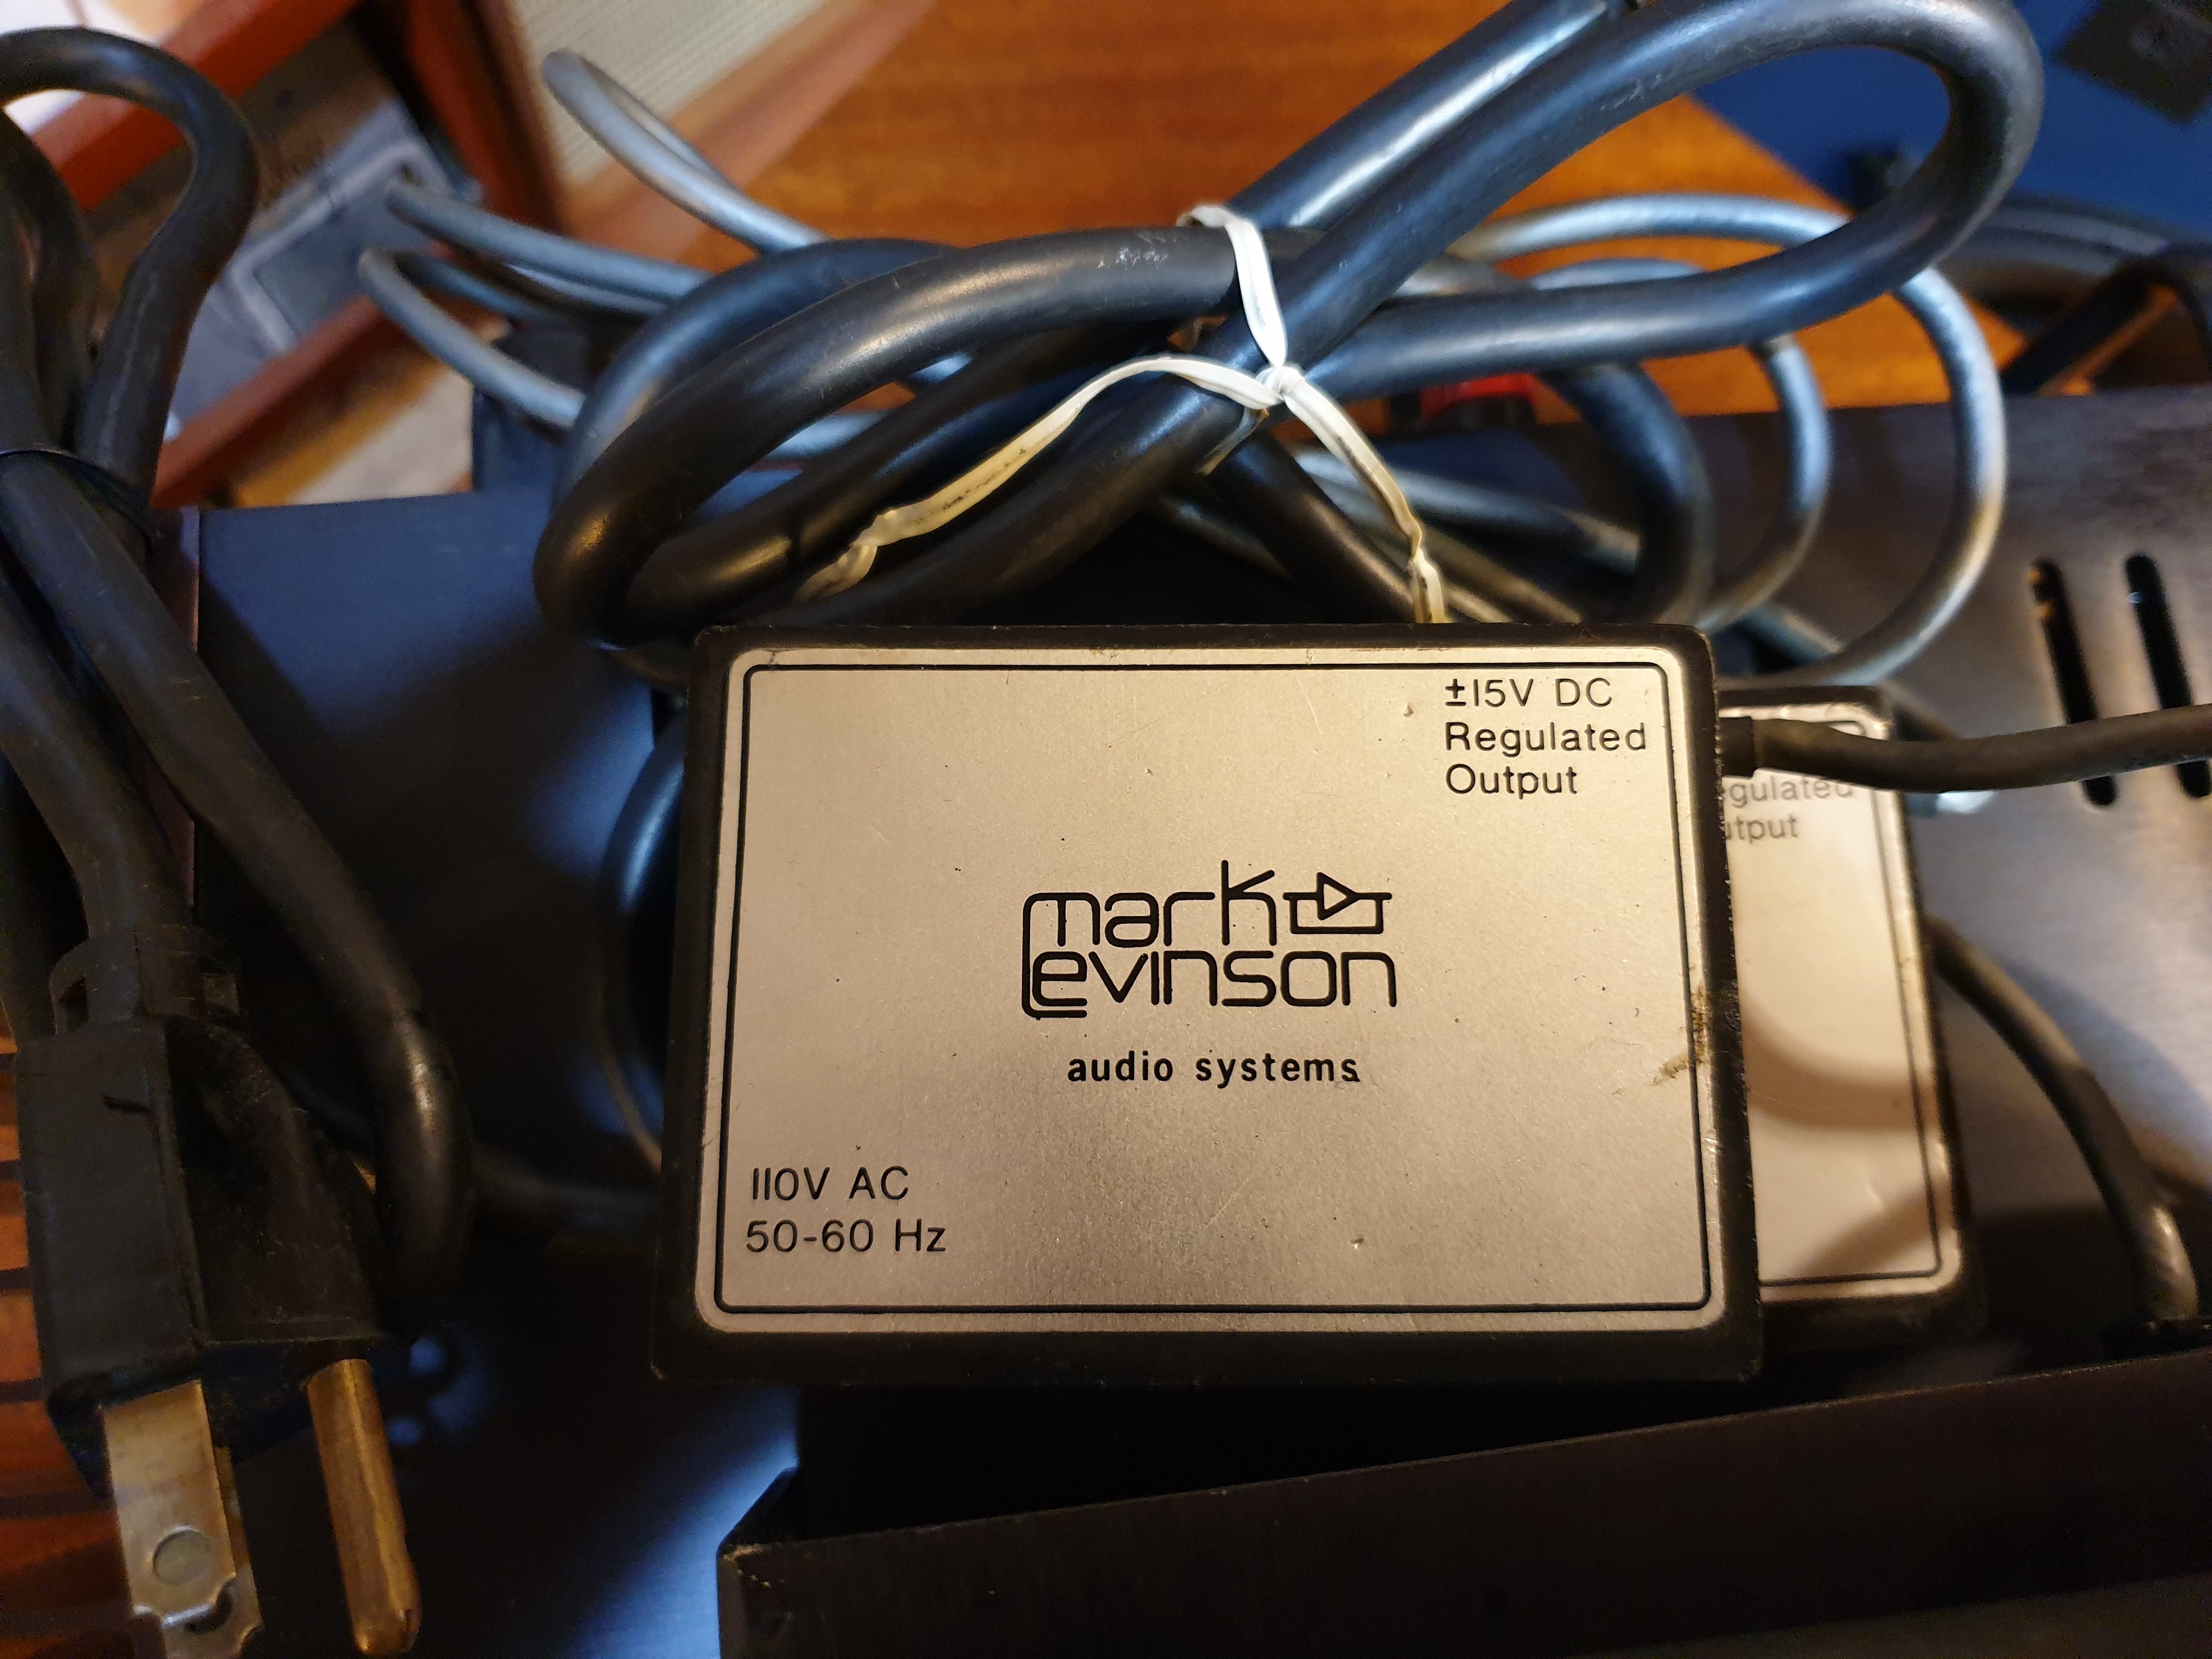 ±15V DC
Regulated
Output
mark
levinson
audio systems
110V AC
50-60 Hz
egulated
utput